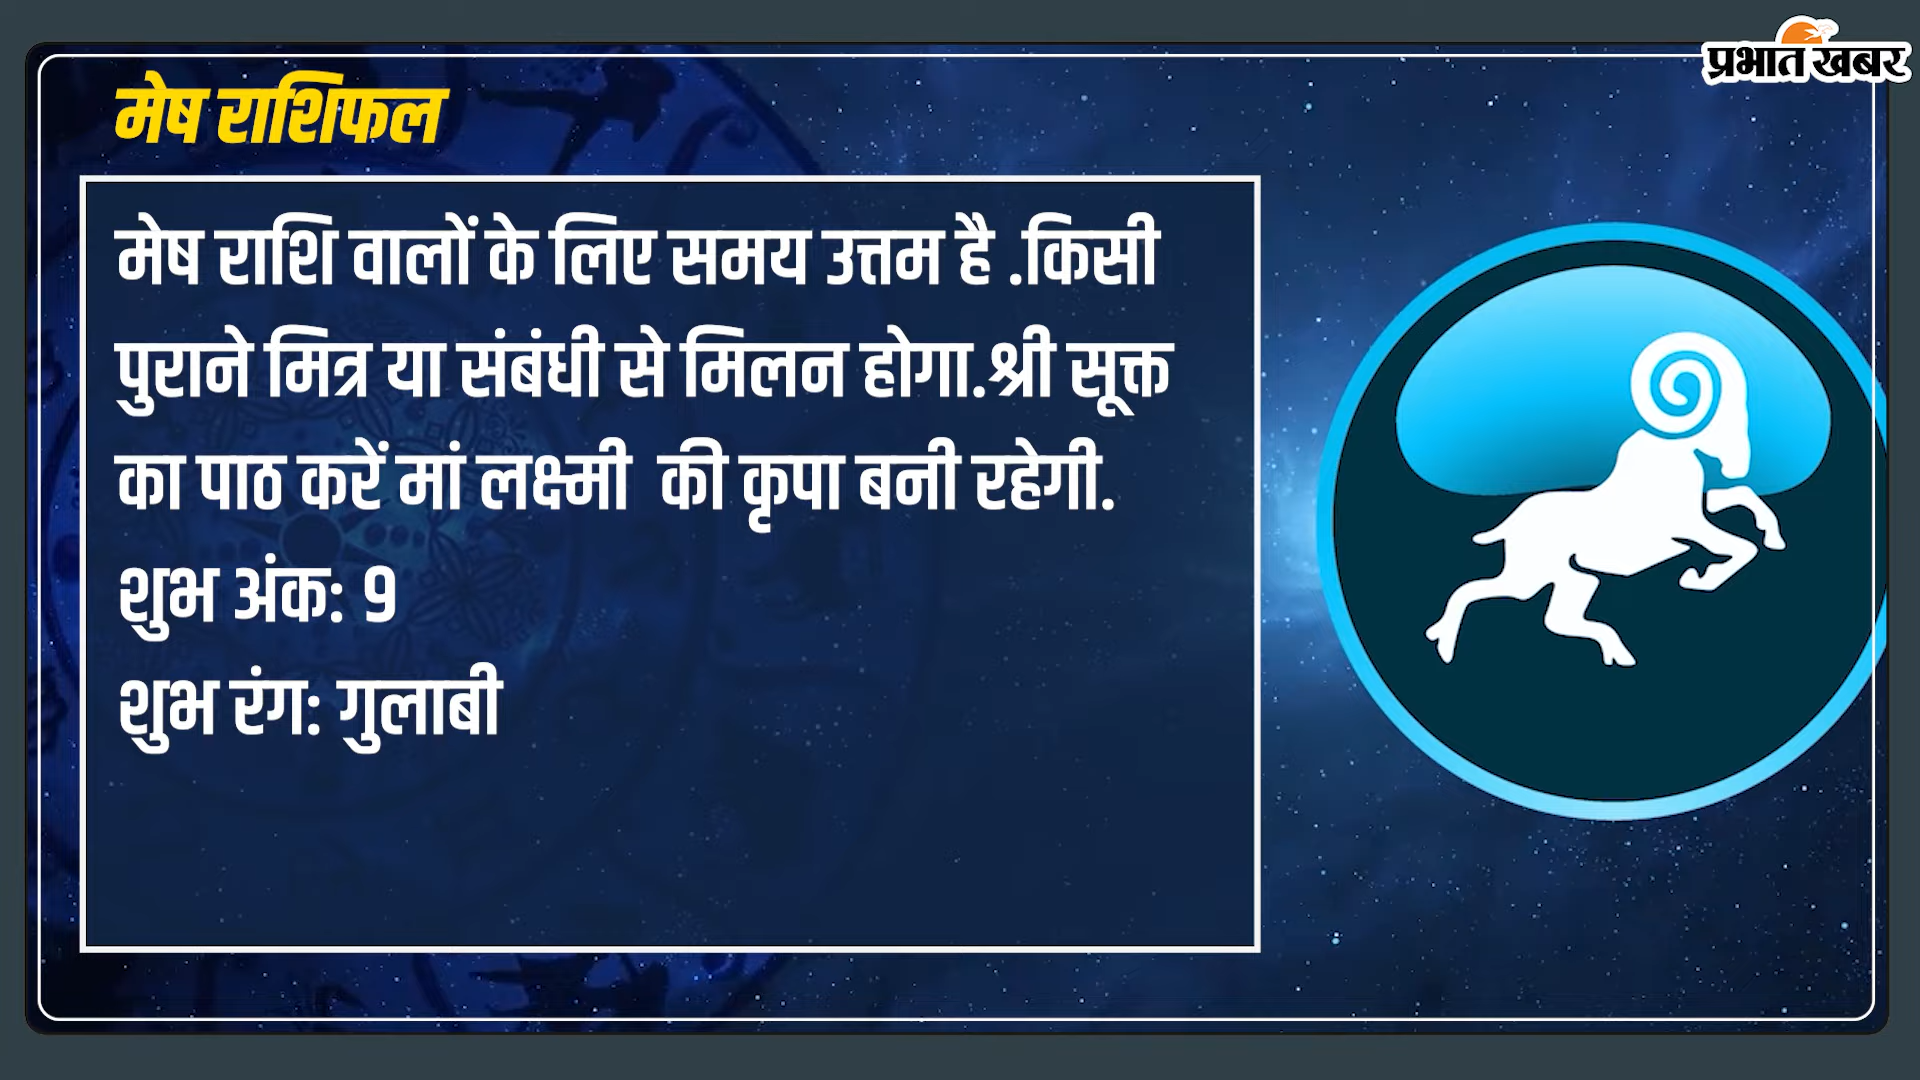 प्रभात खबर
मेष राशिफल
मेष राशि वालों के लिए समय उत्तम है .किसी
पुराने मित्र या संबंधी से मिलन होगा.श्री सूक्त
का पाठ करें मां लक्ष्मी की कृपा बनी रहेगी.
शुभ अंक: 9
शुभ रंग: गुलाबी